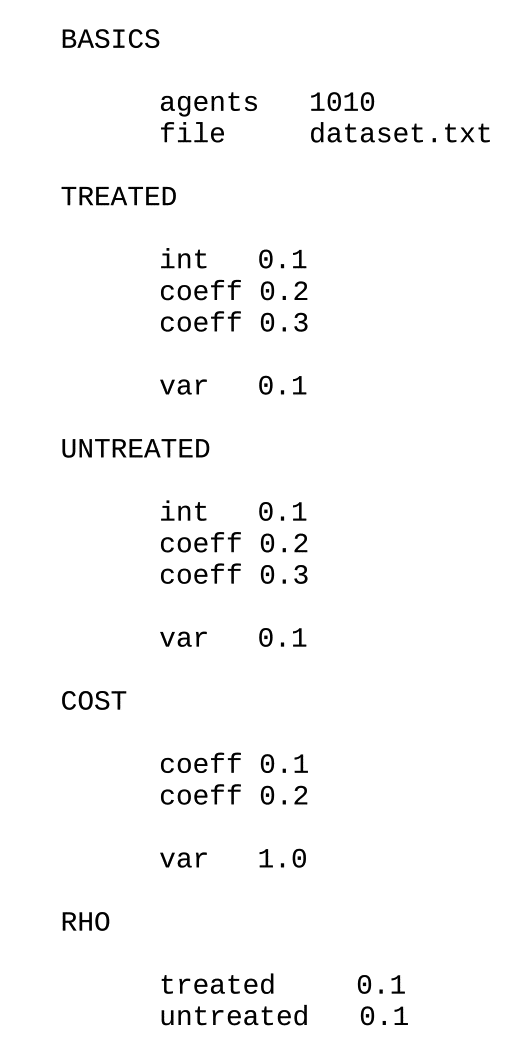 BASICS
agents   1010
file     dataset.txt
TREATED
int   0.1
coeff 0.2
coeff 0.3
var   0.1
UNTREATED
int   0.1
coeff 0.2
coeff 0.3
var   0.1
COST
coeff 0.1
coeff 0.2
var   1.0
RHO
treated     0.1
untreated   0.1